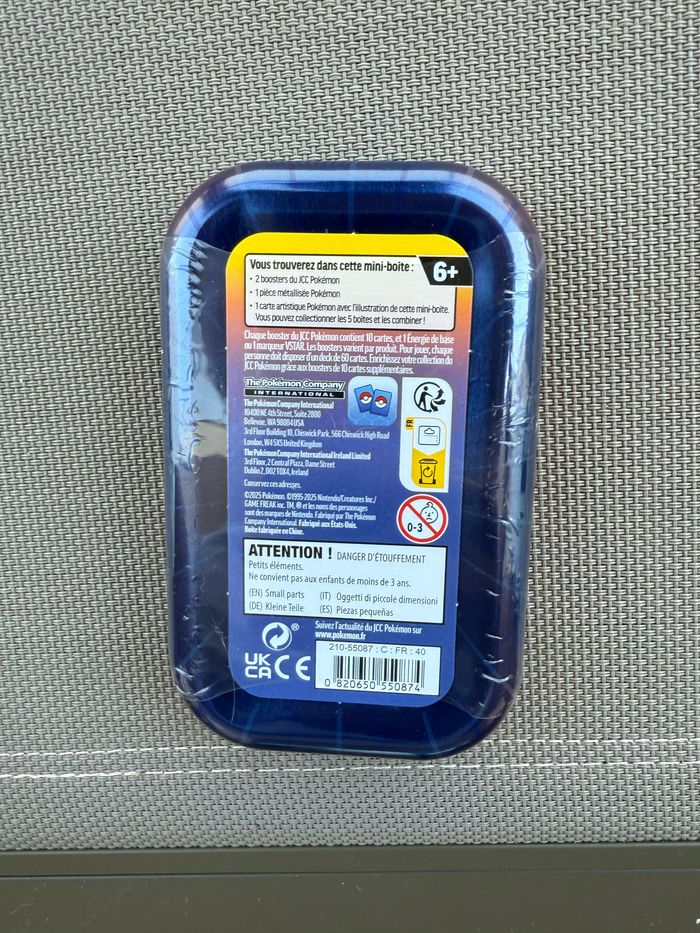 Vous trouverez dans cette mini-boîte :
6+
• 2 boosters du JCC Pokémon
• 1 pièce métallisée Pokémon
• 1 carte artistique Pokémon avec l'illustration de cette mini-boîte.
Vous pouvez collectionner les 5 boîtes et les combiner !
Chaque booster du JCC Pokémon contient 10 cartes, et 1 Énergie de base
ou 1 marqueur VSTAR. Les boosters varient par produit. Pour jouer, chaque
personne doit disposer d'un deck de 60 cartes. Enrichissez votre collection du
JCC Pokémon grâce aux boosters de 10 cartes supplémentaires.
The Pokémon Company
INTERNATIONAL
The Pokémon Company International
10400 NE 4th Street, Suite 2800
Bellevue, WA 98004 USA
3rd Floor Building 10, Chiswick Park, 566 Chiswick High Road
London, W4 5XS United Kingdom
The Pokémon Company International Ireland Limited
3rd Floor, 2 Central Plaza, Dame Street
Dublin 2, D02 T0X4, Ireland
Conservez ces adresses.
FR
©2025 Pokémon. ©1995-2025 Nintendo/Creatures Inc./
GAME FREAK inc. TM, ® et les noms des personnages
sont des marques de Nintendo. Fabriqué par The Pokémon
Company International. Fabriqué aux États-Unis.
Boîte fabriquée en Chine.
0-3
ATTENTION ! DANGER D'ÉTOUFFEMENT
Petits éléments.
Ne convient pas aux enfants de moins de 3 ans.
(EN) Small parts (IT) Oggetti di piccole dimensioni
(DE) Kleine Teile (ES) Piezas pequeñas
Suivez l'actualité du JCC Pokémon sur
www.pokemon.fr
®
UK
CA CE
210-55087 : C : FR : 40
0 820650 550874